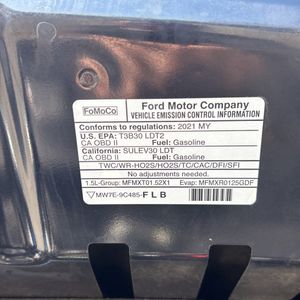 FoMoCo
Ford Motor Company
VEHICLE EMISSION CONTROL INFORMATION
Conforms to regulations: 2021 MY
U.S. EPA: T3B30 LDT2
CA OBD II Fuel: Gasoline
California: SULEV30 LDT
CA OBD II Fuel: Gasoline
TWC/WR-HO2S/HO2S/TC/CAC/DFI/SFI
No adjustments needed.
1.5L-Group: MFMXT01.52X1 Evap: MFMXR0125GDF
MW7E-9C485-FLB